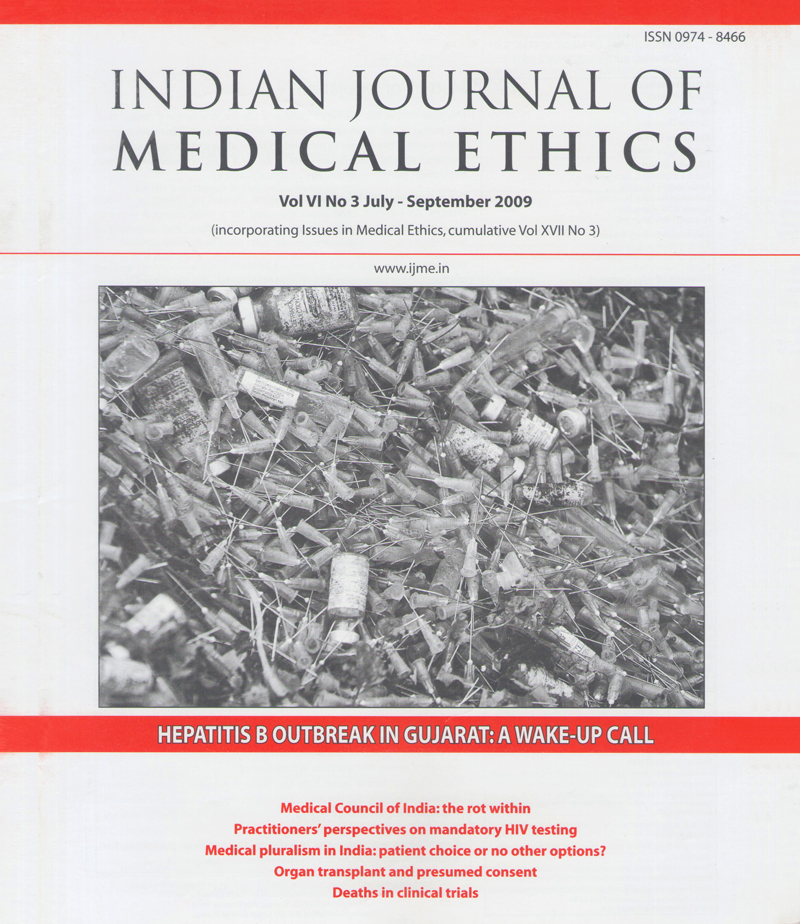 ISSN 0974 - 8466
INDIAN JOURNAL OF
MEDICAL ETHICS
Vol VI No 3 July - September 2009
(incorporating Issues in Medical Ethics, cumulative Vol XVII No 3)
www.ijme.in
HEPATITIS B OUTBREAK IN GUJARAT: A WAKE-UP CALL
Medical Council of India: the rot within
Practitioners' perspectives on mandatory HIV testing
Medical pluralism in India: patient choice or no other options?
Organ transplant and presumed consent
Deaths in clinical trials